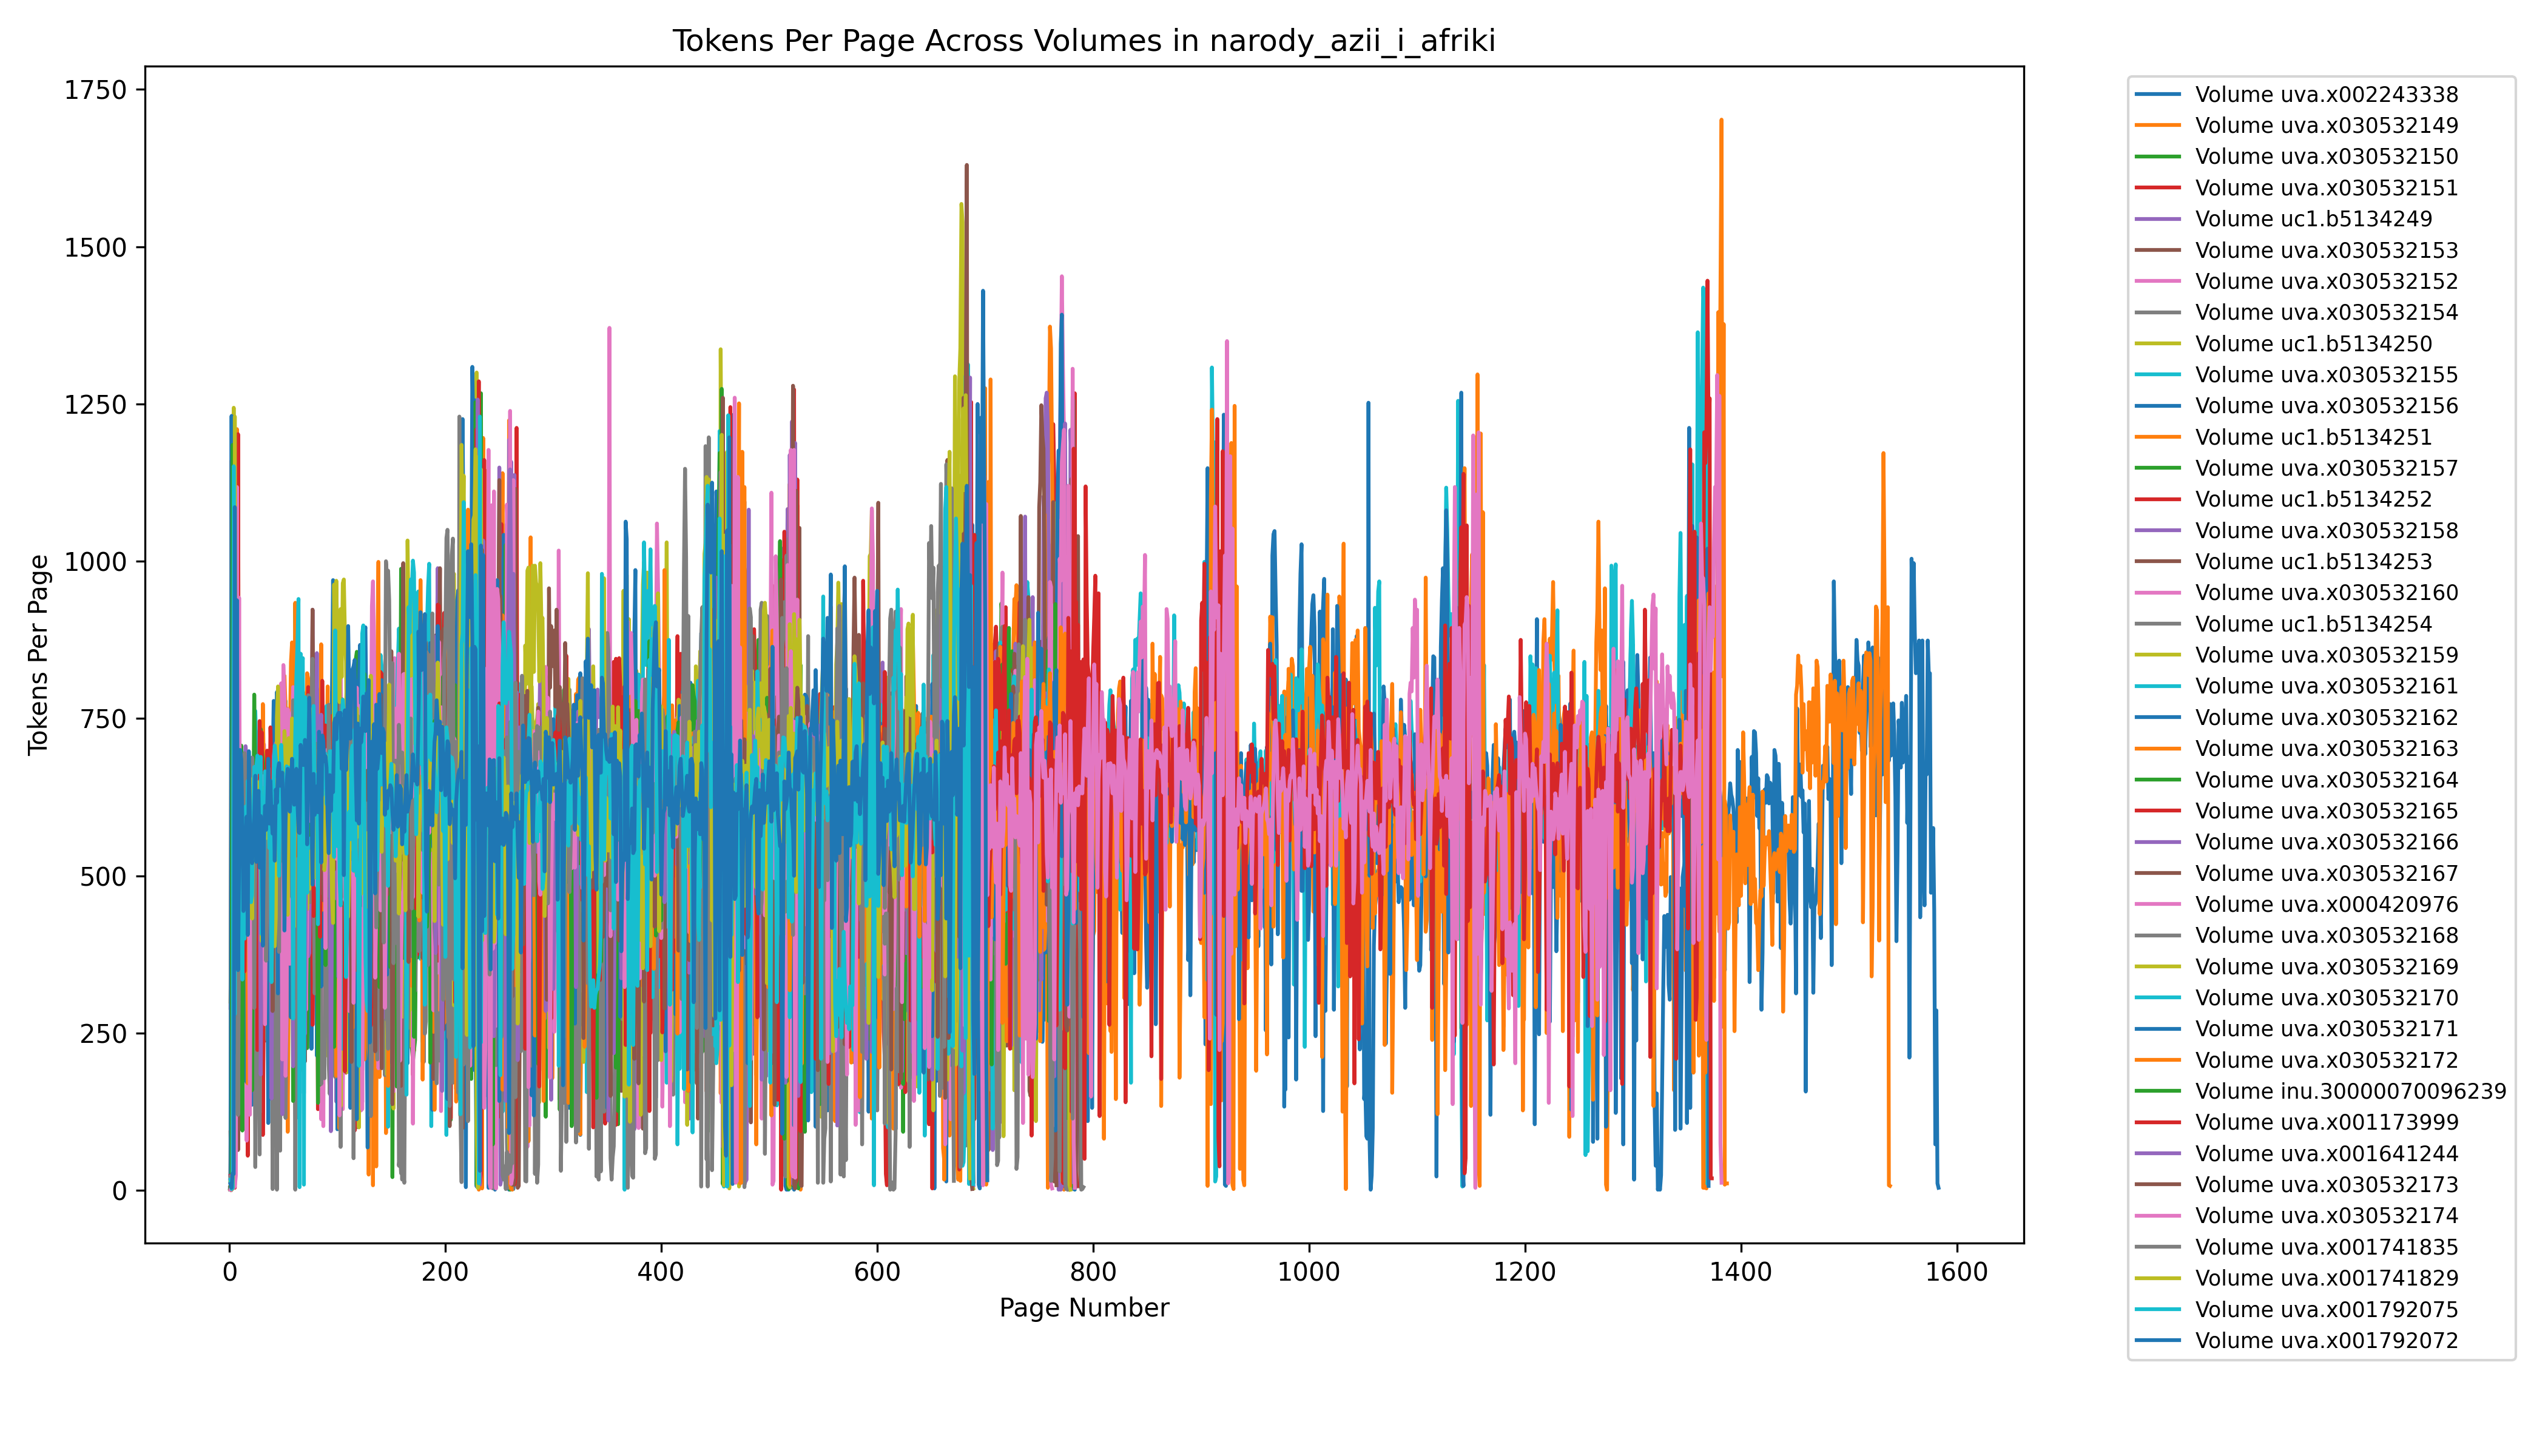 Tokens Per Page Across Volumes in narody_azii_i_afriki
Tokens Per Page
1750
1500
1250
1000
750
500
250
0
0 200 400 600 800 1000 1200 1400 1600
Page Number
Volume uva.x002243338
Volume uva.x030532149
Volume uva.x030532150
Volume uva.x030532151
Volume uc1.b5134249
Volume uva.x030532153
Volume uva.x030532152
Volume uva.x030532154
Volume uc1.b5134250
Volume uva.x030532155
Volume uva.x030532156
Volume uc1.b5134251
Volume uva.x030532157
Volume uc1.b5134252
Volume uva.x030532158
Volume uc1.b5134253
Volume uva.x030532160
Volume uc1.b5134254
Volume uva.x030532159
Volume uva.x030532161
Volume uva.x030532162
Volume uva.x030532163
Volume uva.x030532164
Volume uva.x030532165
Volume uva.x030532166
Volume uva.x030532167
Volume uva.x000420976
Volume uva.x030532168
Volume uva.x030532169
Volume uva.x030532170
Volume uva.x030532171
Volume uva.x030532172
Volume inu.30000070096239
Volume uva.x001173999
Volume uva.x001641244
Volume uva.x030532173
Volume uva.x030532174
Volume uva.x001741835
Volume uva.x001741829
Volume uva.x001792075
Volume uva.x001792072